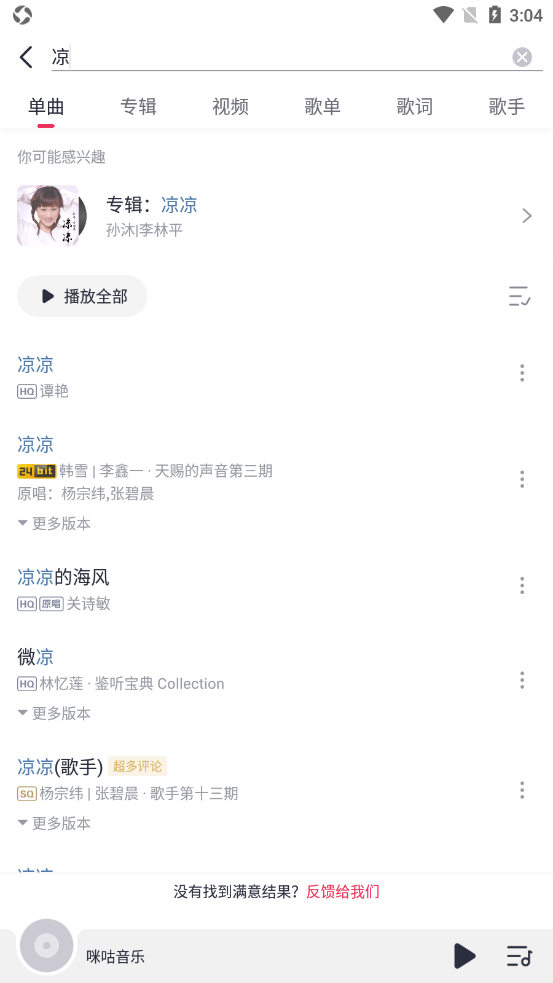 3:04
凉
单曲 专辑 视频 歌单 歌词 歌手
你可能感兴趣
凉凉
专辑：凉凉
孙沐|李林平
播放全部
凉凉
HQ 谭艳
凉凉
24bit 韩雪 | 李鑫一 · 天赐的声音第三期
原唱：杨宗纬,张碧晨
更多版本
凉凉的海风
HQ 原唱 关诗敏
微凉
HQ 林忆莲 · 鉴听宝典 Collection
更多版本
凉凉(歌手) 超多评论
SQ 杨宗纬 | 张碧晨 · 歌手第十三期
更多版本
没有找到满意结果？反馈给我们
咪咕音乐